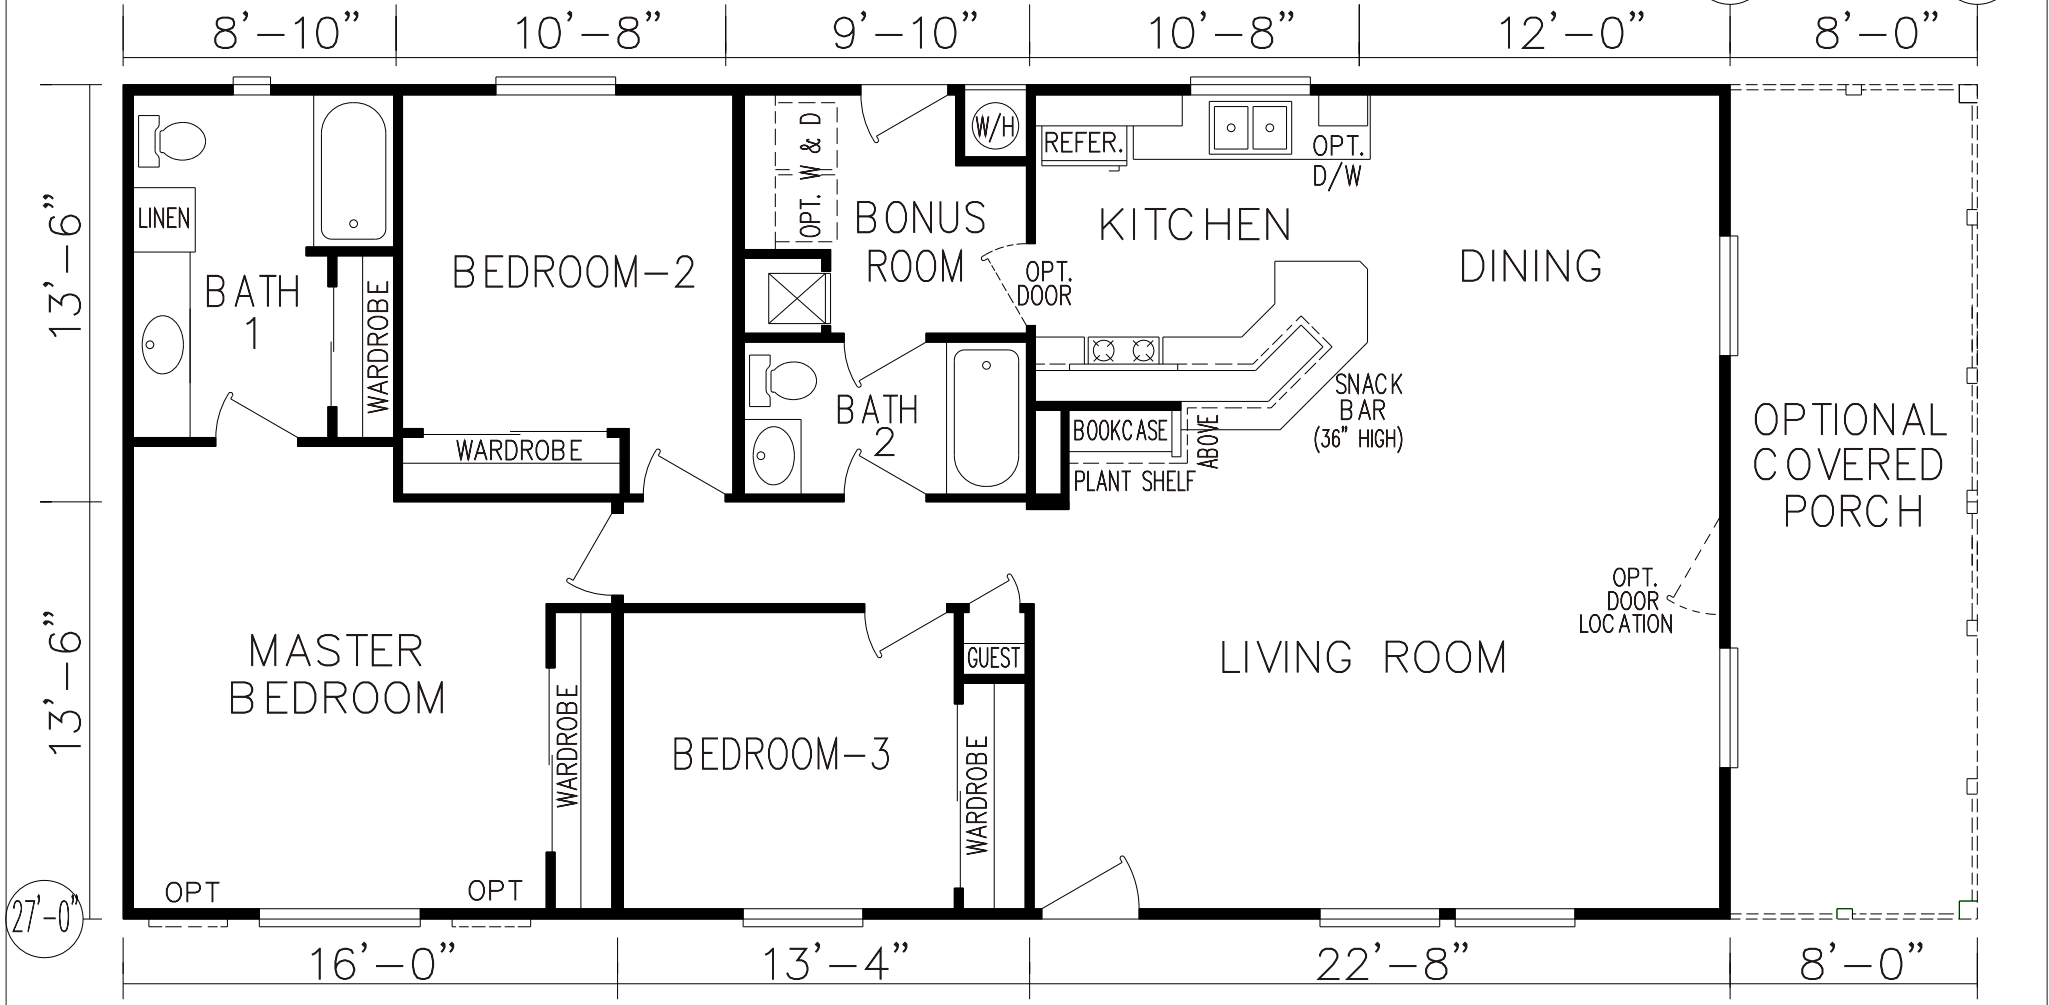 8'-10"
10'-8"
9'-10"
10'-8"
12'-0"
8'-0"
13'-6"
13'-6"
27'-0"
LINEN
BATH
1
WARDROBE
BEDROOM-2
WARDROBE
OPT. W & D
BONUS
ROOM
W/H
REFER.
OPT.
D/W
KITCHEN
DINING
OPT.
DOOR
BATH
2
SNACK
BAR
(36" HIGH)
BOOKCASE
ABOVE
PLANT SHELF
OPTIONAL
COVERED
PORCH
OPT.
DOOR
LOCATION
MASTER
BEDROOM
WARDROBE
BEDROOM-3
GUEST
WARDROBE
LIVING ROOM
OPT
OPT
16'-0"
13'-4"
22'-8"
8'-0"